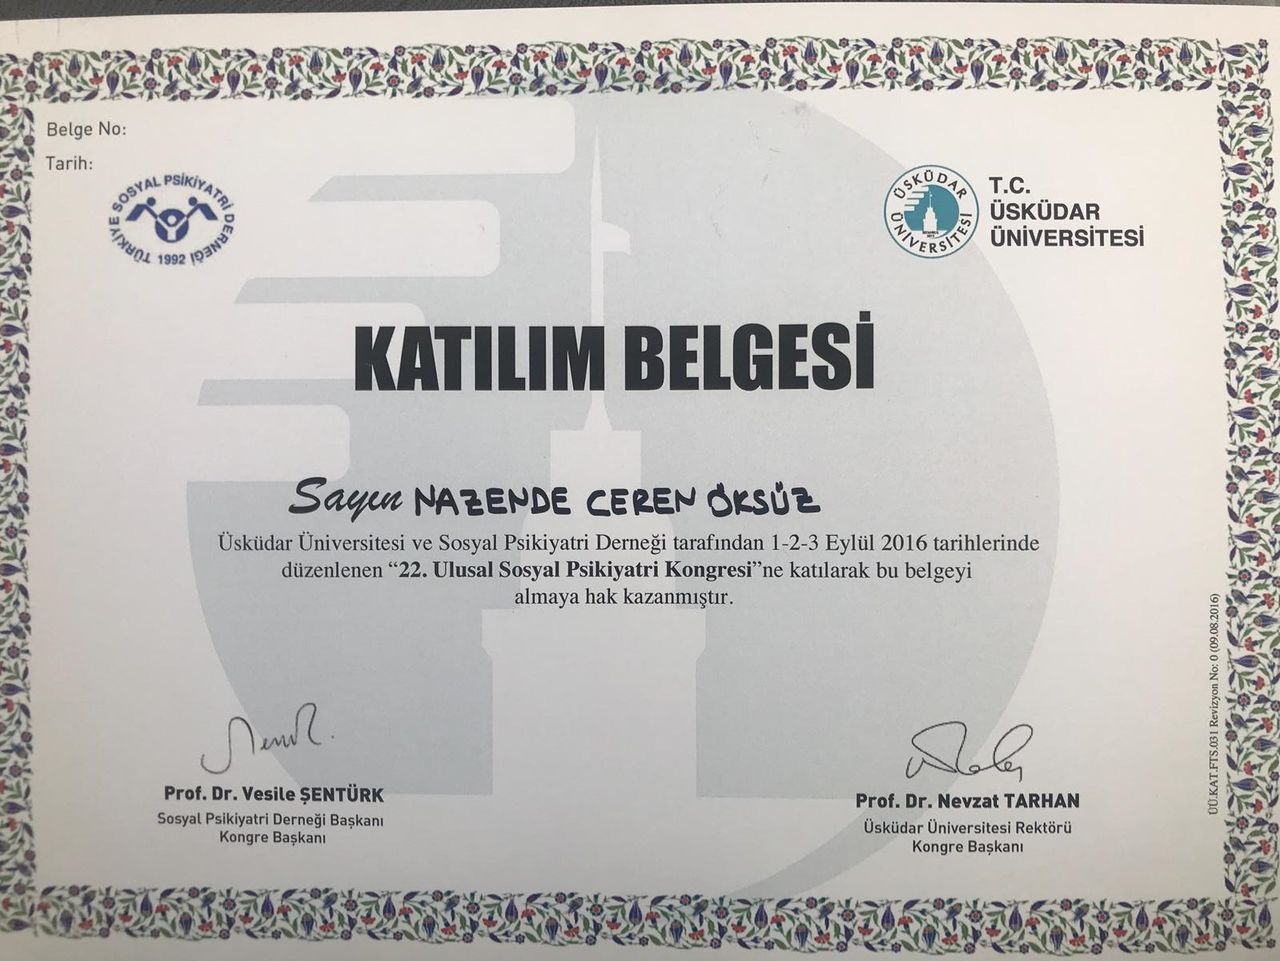 Belge No:
Tarih:
TÜRKİYE SOSYAL PSİKİYATRİ DERNEĞİ
1992
ÜSKÜDAR ÜNİVERSİTESİ
T.C.
ÜSKÜDAR
ÜNİVERSİTESİ
KATILIM BELGESİ
Sayın NAZENDE CEREN ÖKSÜZ
Üsküdar Üniversitesi ve Sosyal Psikiyatri Derneği tarafından 1-2-3 Eylül 2016 tarihlerinde
düzenlenen “22. Ulusal Sosyal Psikiyatri Kongresi”ne katılarak bu belgeyi
almaya hak kazanmıştır.
Prof. Dr. Vesile ŞENTÜRK
Sosyal Psikiyatri Derneği Başkanı
Kongre Başkanı
Prof. Dr. Nevzat TARHAN
Üsküdar Üniversitesi Rektörü
Kongre Başkanı
ÜÜ.KAT.FTS.031 Revizyon No: 0 (09.08.2016)